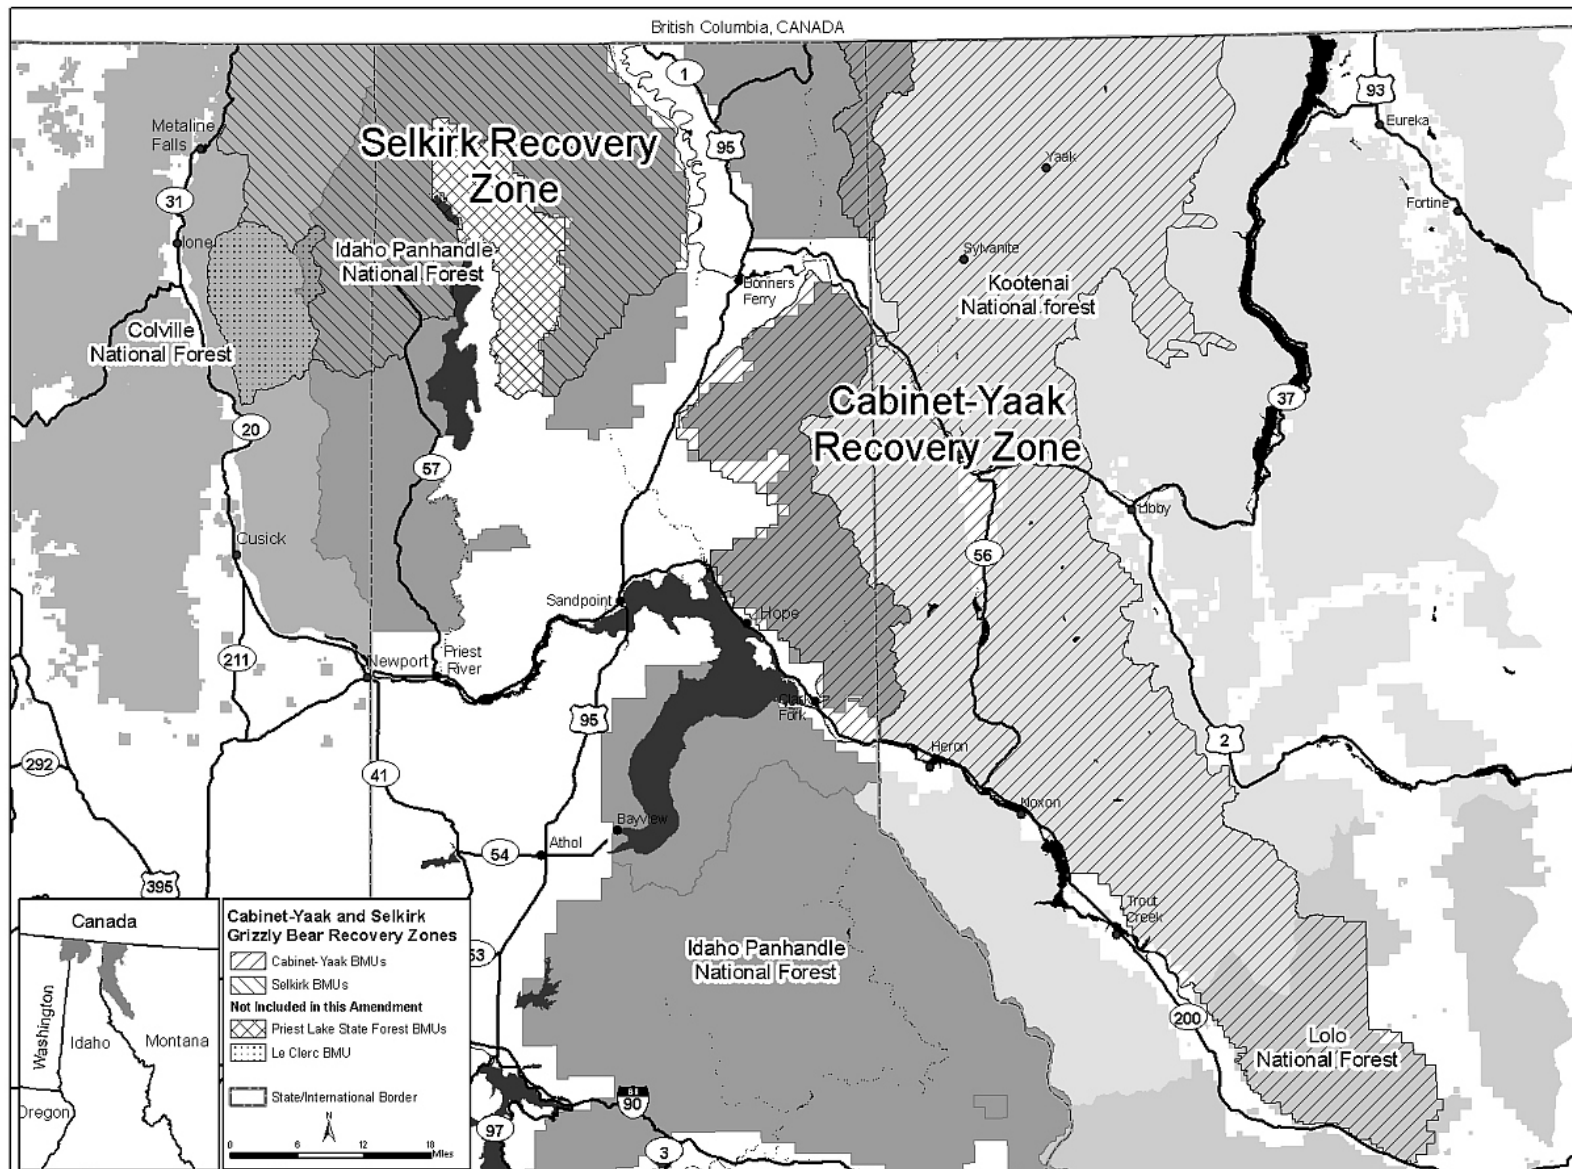 British Columbia, CANADA
1
93
Eureka
Metaline
Falls
Selkirk Recovery
Zone
95
Yaak
31
Fortine
Ione
Idaho Panhandle
National Forest
Sylvanite
Kootenai
National forest
Bonners
Ferry
Colville
National Forest
Cabinet-Yaak
Recovery Zone
37
20
57
Libby
Cusick
56
Sandpoint
Hope
211
Newport
Priest
River
Clark
Fork
95
2
Heron
292
41
Noxon
Bayview
54
Athol
395
Trout
Creek
Idaho Panhandle
National Forest
53
200
Lolo
National Forest
90
97
3
Canada
Washington
Idaho
Montana
Oregon
Cabinet-Yaak and Selkirk
Grizzly Bear Recovery Zones
Cabinet-Yaak BMUs
Selkirk BMUs
Not Included in this Amendment
Priest Lake State Forest BMUs
Le Clerc BMU
State/International Border
N
0 6 12 18
Miles